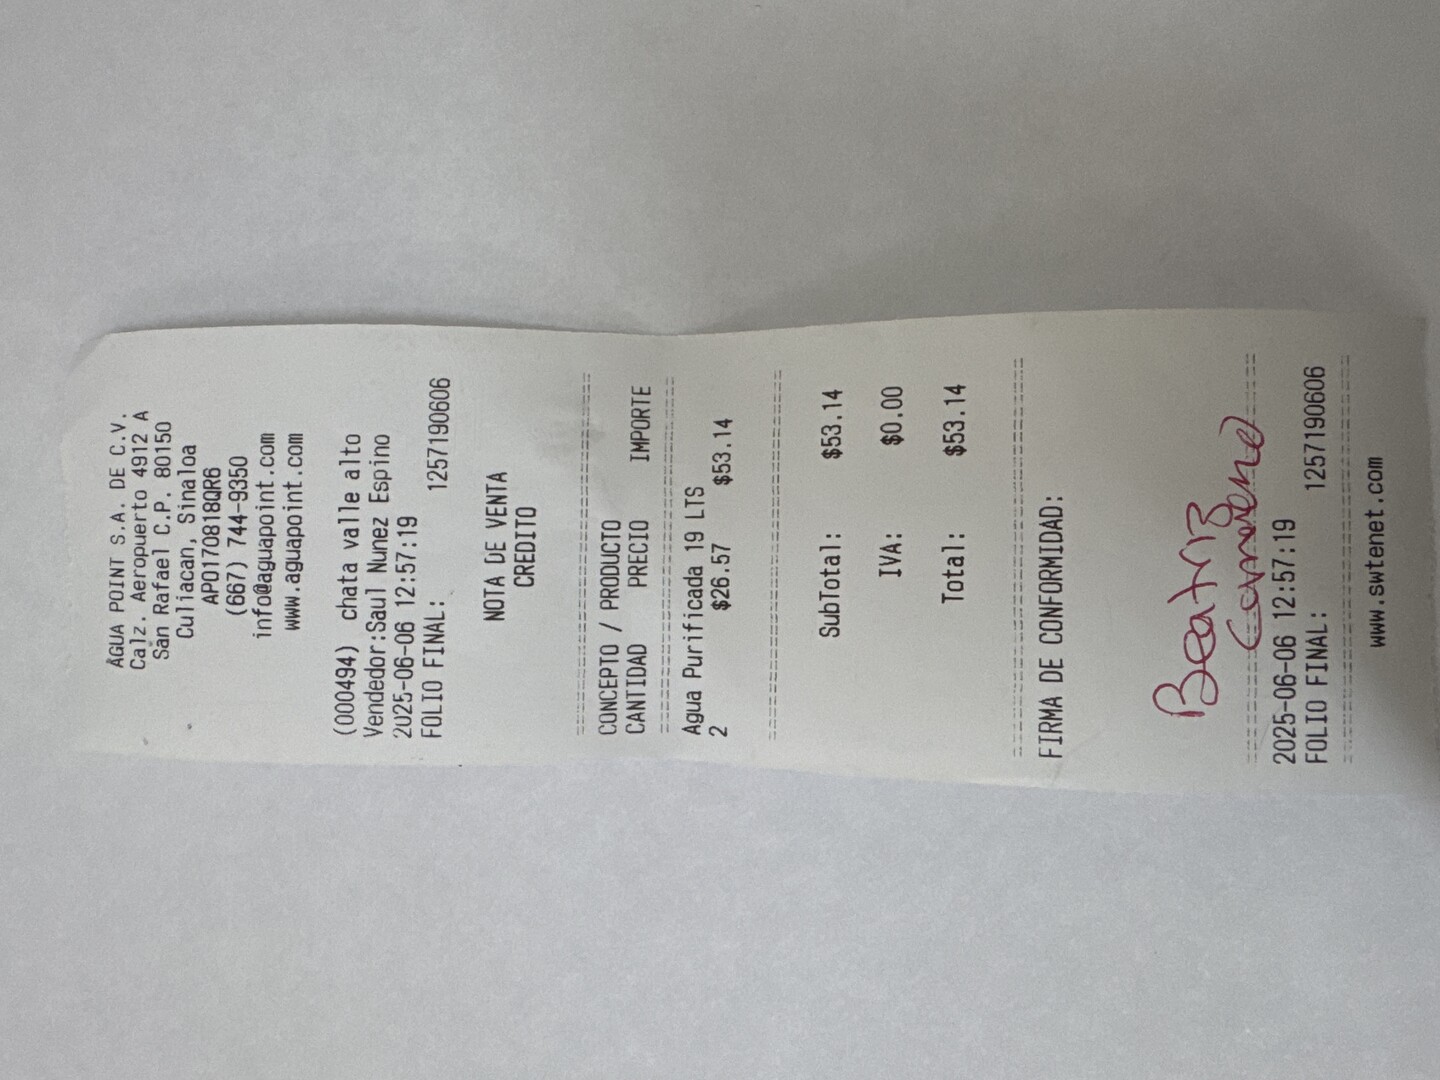 AGUA POINT S.A. DE C.V.
Calz. Aeropuerto 4912 A
San Rafael C.P. 80150
Culiacan, Sinaloa
APO170818QR6
(667) 744-9350
info@aguapoint.com
www.aguapoint.com
(000494) chata valle alto
Vendedor:Saul Nunez Espino
2025-06-06 12:57:19
FOLIO FINAL: 1257190606
NOTA DE VENTA
CREDITO
CONCEPTO / PRODUCTO
CANTIDAD PRECIO IMPORTE
Agua Purificada 19 LTS
2 $26.57 $53.14
SubTotal: $53.14
IVA: $0.00
Total: $53.14
FIRMA DE CONFORMIDAD:
Beatriz
2025-06-06 12:57:19
FOLIO FINAL: 1257190606
www.swtenet.com